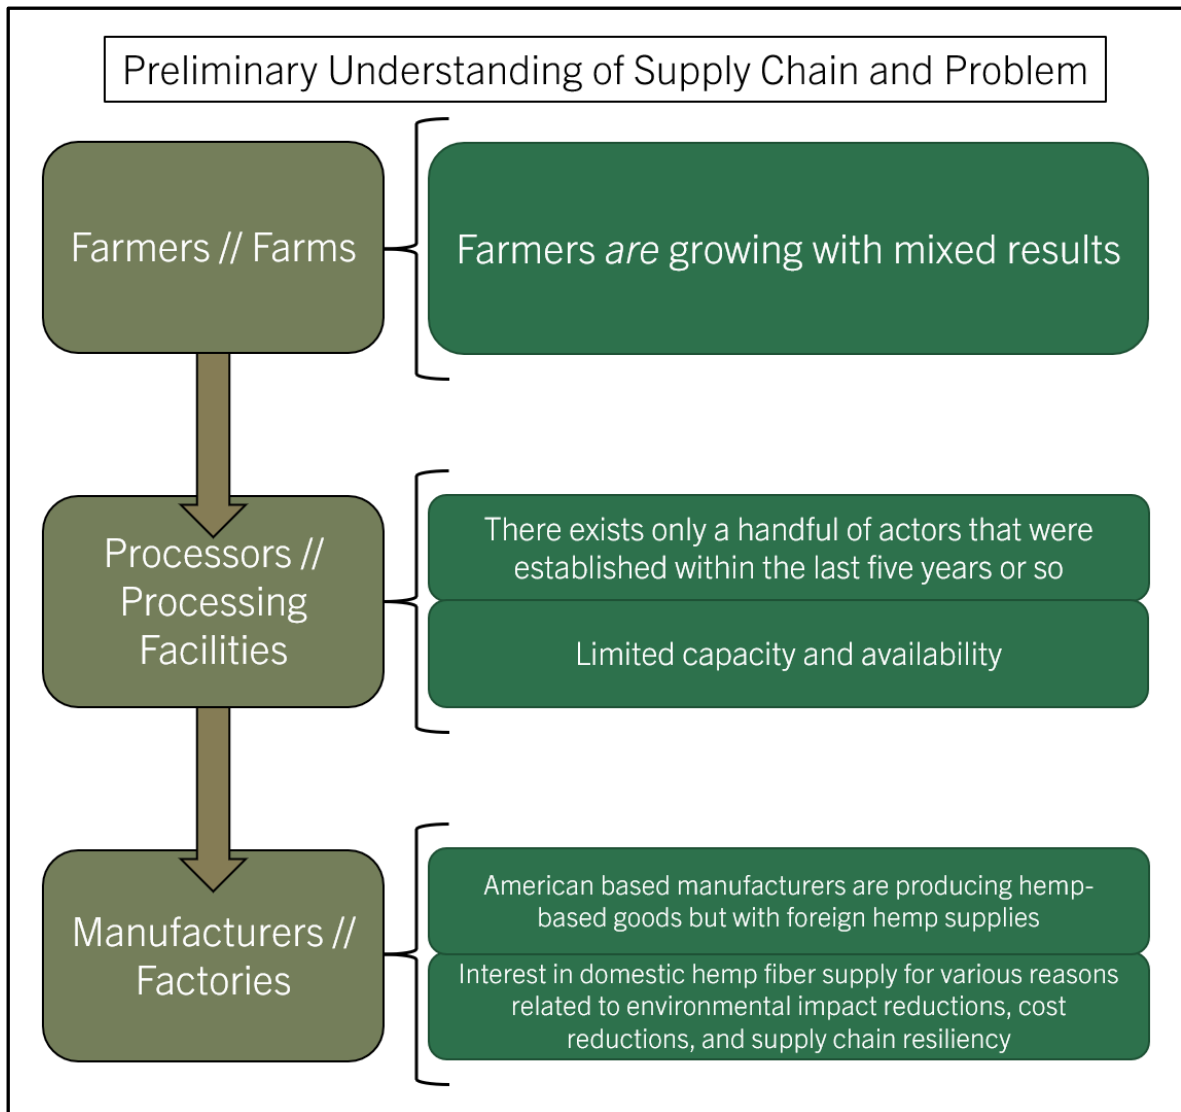 Preliminary Understanding of Supply Chain and Problem
Farmers // Farms
Farmers are growing with mixed results
Processors //
Processing
Facilities
There exists only a handful of actors that were
established within the last five years or so
Limited capacity and availability
Manufacturers //
Factories
American based manufacturers are producing hemp-
based goods but with foreign hemp supplies
Interest in domestic hemp fiber supply for various reasons
related to environmental impact reductions, cost
reductions, and supply chain resiliency